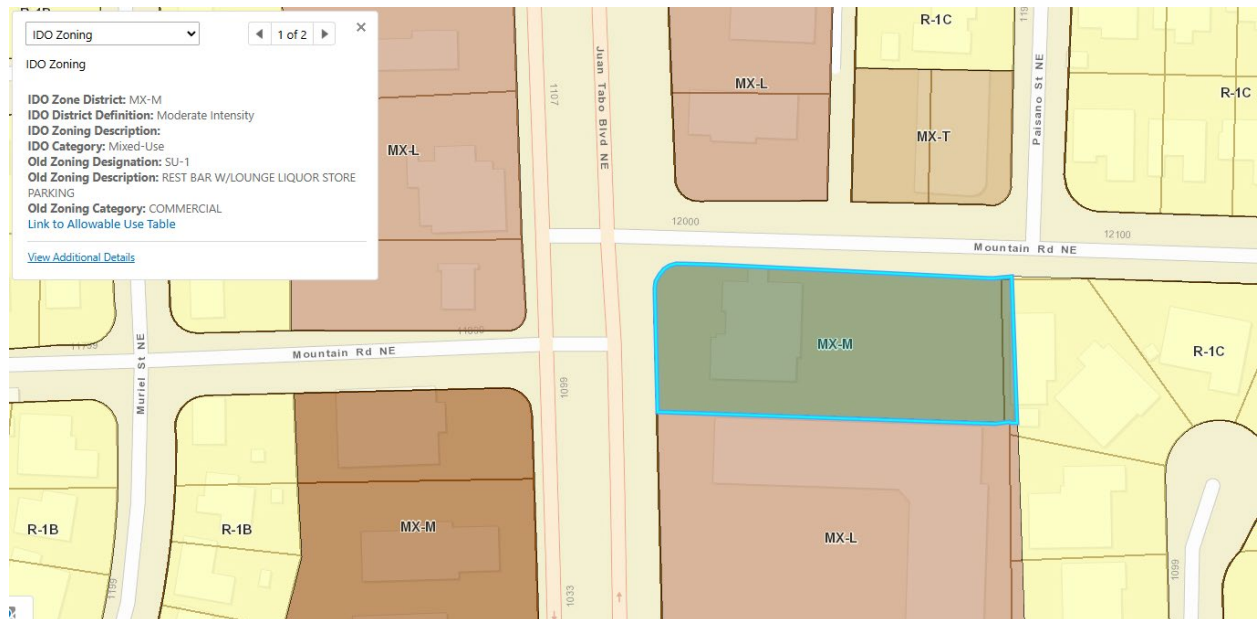 R-1B
IDO Zoning
1 of 2
IDO Zoning
IDO Zone District: MX-M
IDO District Definition: Moderate Intensity
IDO Zoning Description:
IDO Category: Mixed-Use
Old Zoning Designation: SU-1
Old Zoning Description: REST BAR W/LOUNGE LIQUOR STORE
PARKING
Old Zoning Category: COMMERCIAL
Link to Allowable Use Table
View Additional Details
R-1C
MX-L
R-1C
MX-L
MX-T
1101
Juan Tabo Blvd NE
Paisano St NE
12000
12100
Mountain Rd NE
MX-M
R-1C
11799
Mountain Rd NE
Muriel St NE
1099
R-1B
R-1B
MX-M
MX-L
1199
1033
1099